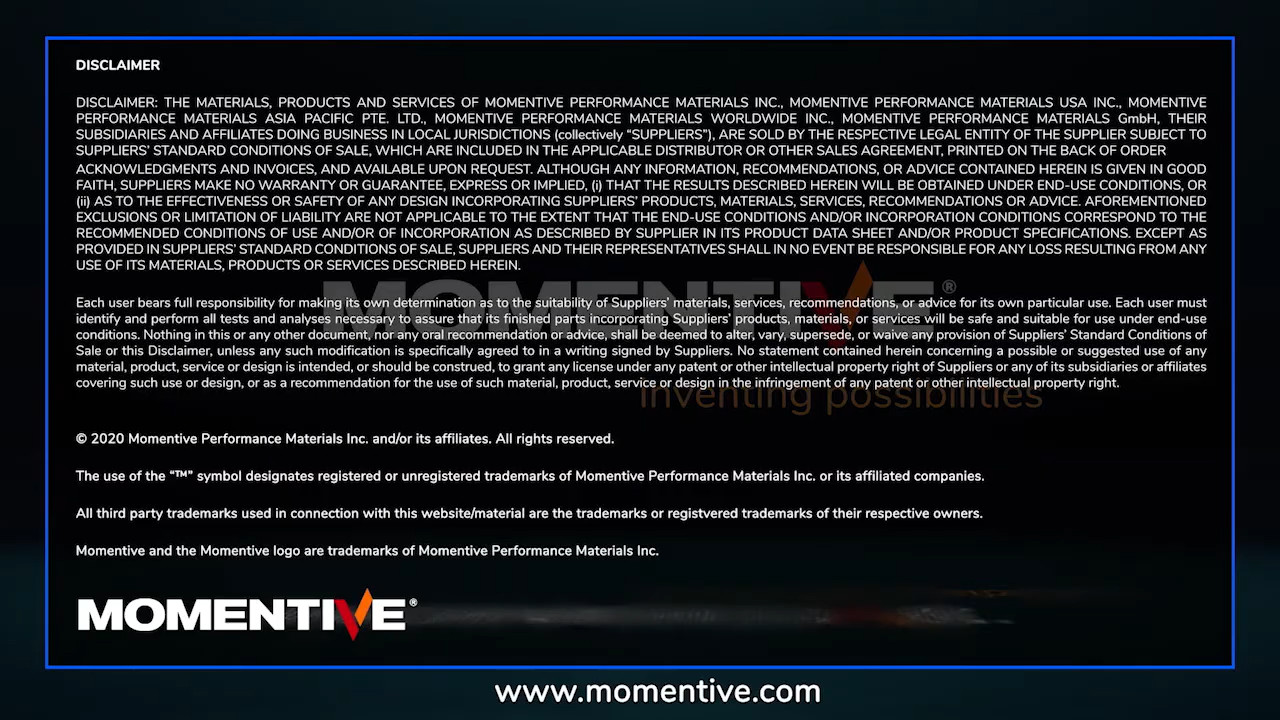 DISCLAIMER
DISCLAIMER: THE MATERIALS, PRODUCTS AND SERVICES OF MOMENTIVE PERFORMANCE MATERIALS INC., MOMENTIVE PERFORMANCE MATERIALS USA INC., MOMENTIVE
PERFORMANCE MATERIALS ASIA PACIFIC PTE. LTD., MOMENTIVE PERFORMANCE MATERIALS WORLDWIDE INC., MOMENTIVE PERFORMANCE MATERIALS GmbH, THEIR
SUBSIDIARIES AND AFFILIATES DOING BUSINESS IN LOCAL JURISDICTIONS (collectively “SUPPLIERS”), ARE SOLD BY THE RESPECTIVE LEGAL ENTITY OF THE SUPPLIER SUBJECT TO
SUPPLIERS’ STANDARD CONDITIONS OF SALE, WHICH ARE INCLUDED IN THE APPLICABLE DISTRIBUTOR OR OTHER SALES AGREEMENT, PRINTED ON THE BACK OF ORDER
ACKNOWLEDGMENTS AND INVOICES, AND AVAILABLE UPON REQUEST. ALTHOUGH ANY INFORMATION, RECOMMENDATIONS, OR ADVICE CONTAINED HEREIN IS GIVEN IN GOOD
FAITH, SUPPLIERS MAKE NO WARRANTY OR GUARANTEE, EXPRESS OR IMPLIED, (i) THAT THE RESULTS DESCRIBED HEREIN WILL BE OBTAINED UNDER END-USE CONDITIONS, OR
(ii) AS TO THE EFFECTIVENESS OR SAFETY OF ANY DESIGN INCORPORATING SUPPLIERS’ PRODUCTS, MATERIALS, SERVICES, RECOMMENDATIONS OR ADVICE. AFOREMENTIONED
EXCLUSIONS OR LIMITATION OF LIABILITY ARE NOT APPLICABLE TO THE EXTENT THAT THE END-USE CONDITIONS AND/OR INCORPORATION CONDITIONS CORRESPOND TO THE
RECOMMENDED CONDITIONS OF USE AND/OR OF INCORPORATION AS DESCRIBED BY SUPPLIER IN ITS PRODUCT DATA SHEET AND/OR PRODUCT SPECIFICATIONS. EXCEPT AS
PROVIDED IN SUPPLIERS’ STANDARD CONDITIONS OF SALE, SUPPLIERS AND THEIR REPRESENTATIVES SHALL IN NO EVENT BE RESPONSIBLE FOR ANY LOSS RESULTING FROM ANY
USE OF ITS MATERIALS, PRODUCTS OR SERVICES DESCRIBED HEREIN.
MOMENTIVE®
Each user bears full responsibility for making its own determination as to the suitability of Suppliers’ materials, services, recommendations, or advice for its own particular use. Each user must
identify and perform all tests and analyses necessary to assure that its finished parts incorporating Suppliers’ products, materials, or services will be safe and suitable for use under end-use
conditions. Nothing in this or any other document, nor any oral recommendation or advice, shall be deemed to alter, vary, supersede, or waive any provision of Suppliers’ Standard Conditions of
Sale or this Disclaimer, unless any such modification is specifically agreed to in a writing signed by Suppliers. No statement contained herein concerning a possible or suggested use of any
material, product, service or design is intended, or should be construed, to grant any license under any patent or other intellectual property right of Suppliers or any of its subsidiaries or affiliates
covering such use or design, or as a recommendation for the use of such material, product, service or design in the infringement of any patent or other intellectual property right.
inventing possibilities
© 2020 Momentive Performance Materials Inc. and/or its affiliates. All rights reserved.
The use of the “™” symbol designates registered or unregistered trademarks of Momentive Performance Materials Inc. or its affiliated companies.
All third party trademarks used in connection with this website/material are the trademarks or registvered trademarks of their respective owners.
Momentive and the Momentive logo are trademarks of Momentive Performance Materials Inc.
MOMENTIVE®
www.momentive.com